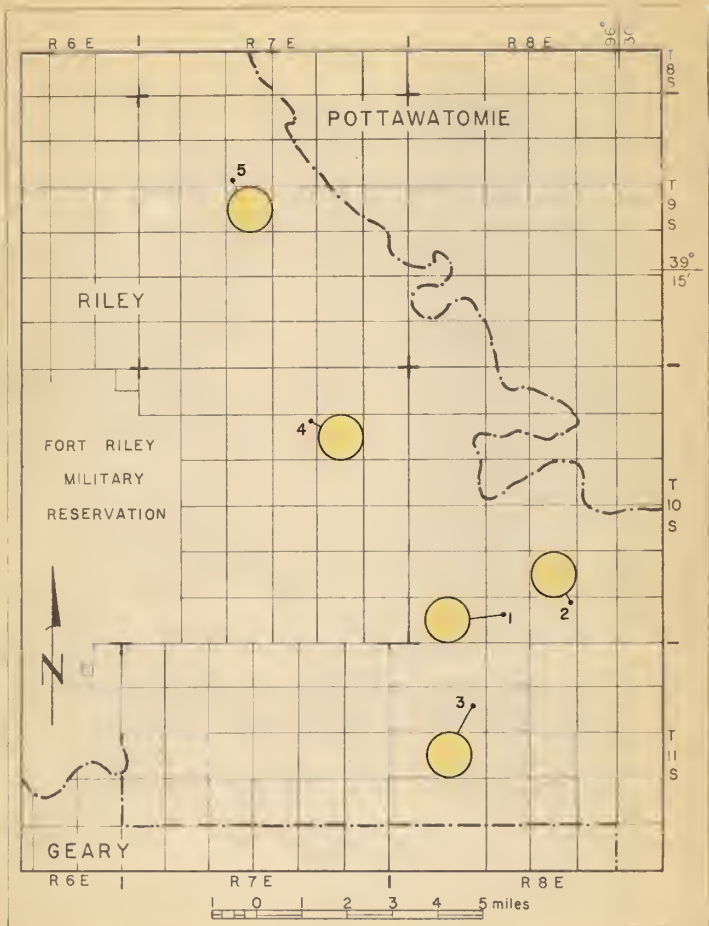 R 6 E R 7 E R 8 E 96° 30'
T 8 S
POTTAWATOMIE
5
T 9 S
39° 15'
RILEY
4
FORT RILEY
MILITARY
RESERVATION
T 10 S
1
2
N
3
T 11 S
GEARY
R 6 E R 7 E R 8 E
1 0 1 2 3 4 5 miles